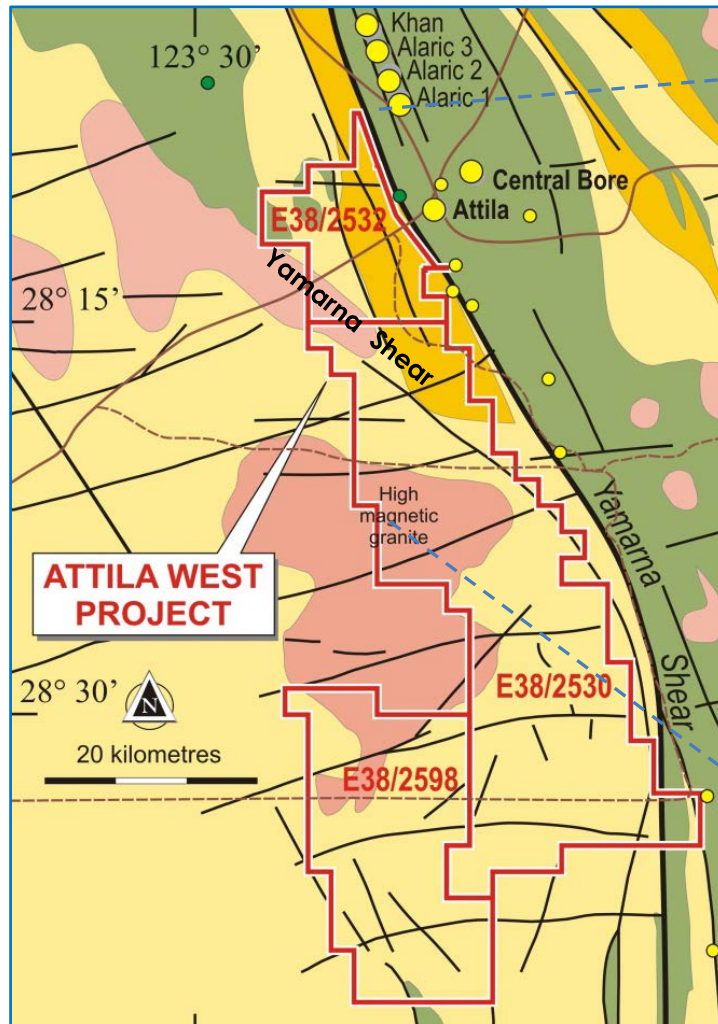 Khan
123° 30’
Alaric 3
Alaric 2
Alaric 1
Central Bore
Attila
E38/2532
28° 15’
Yamarna Shear
High
magnetic
granite
Yamarna
Shear
ATTILA WEST
PROJECT
28° 30’
N
E38/2530
20 kilometres
E38/2598